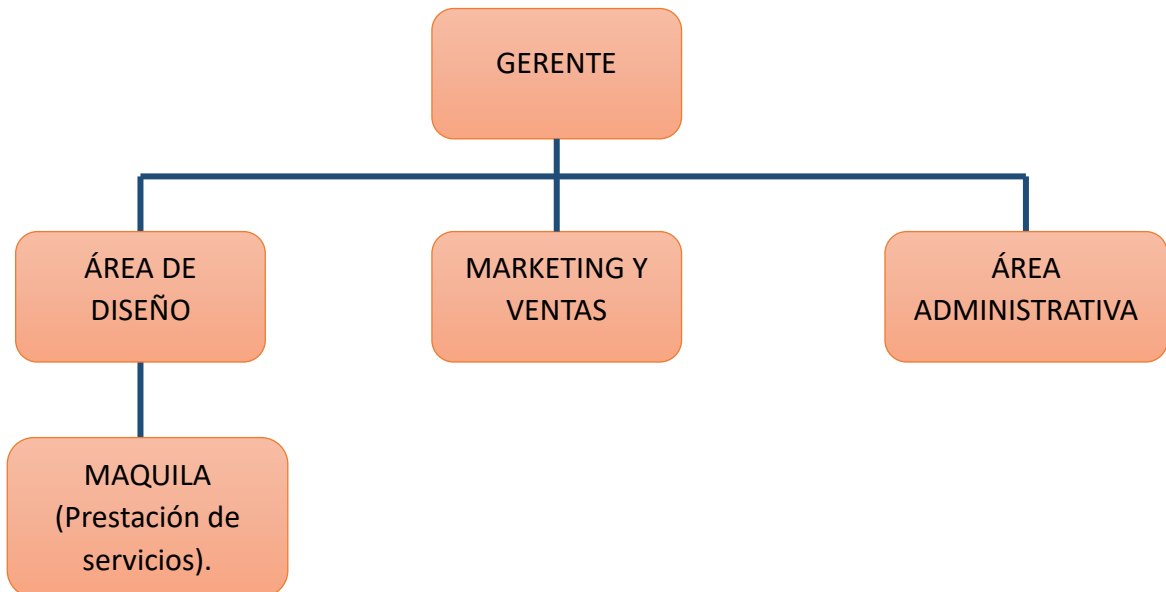 GERENTE
ÁREA DE
DISEÑO
MARKETING Y
VENTAS
ÁREA
ADMINISTRATIVA
MAQUILA
(Prestación de
servicios).